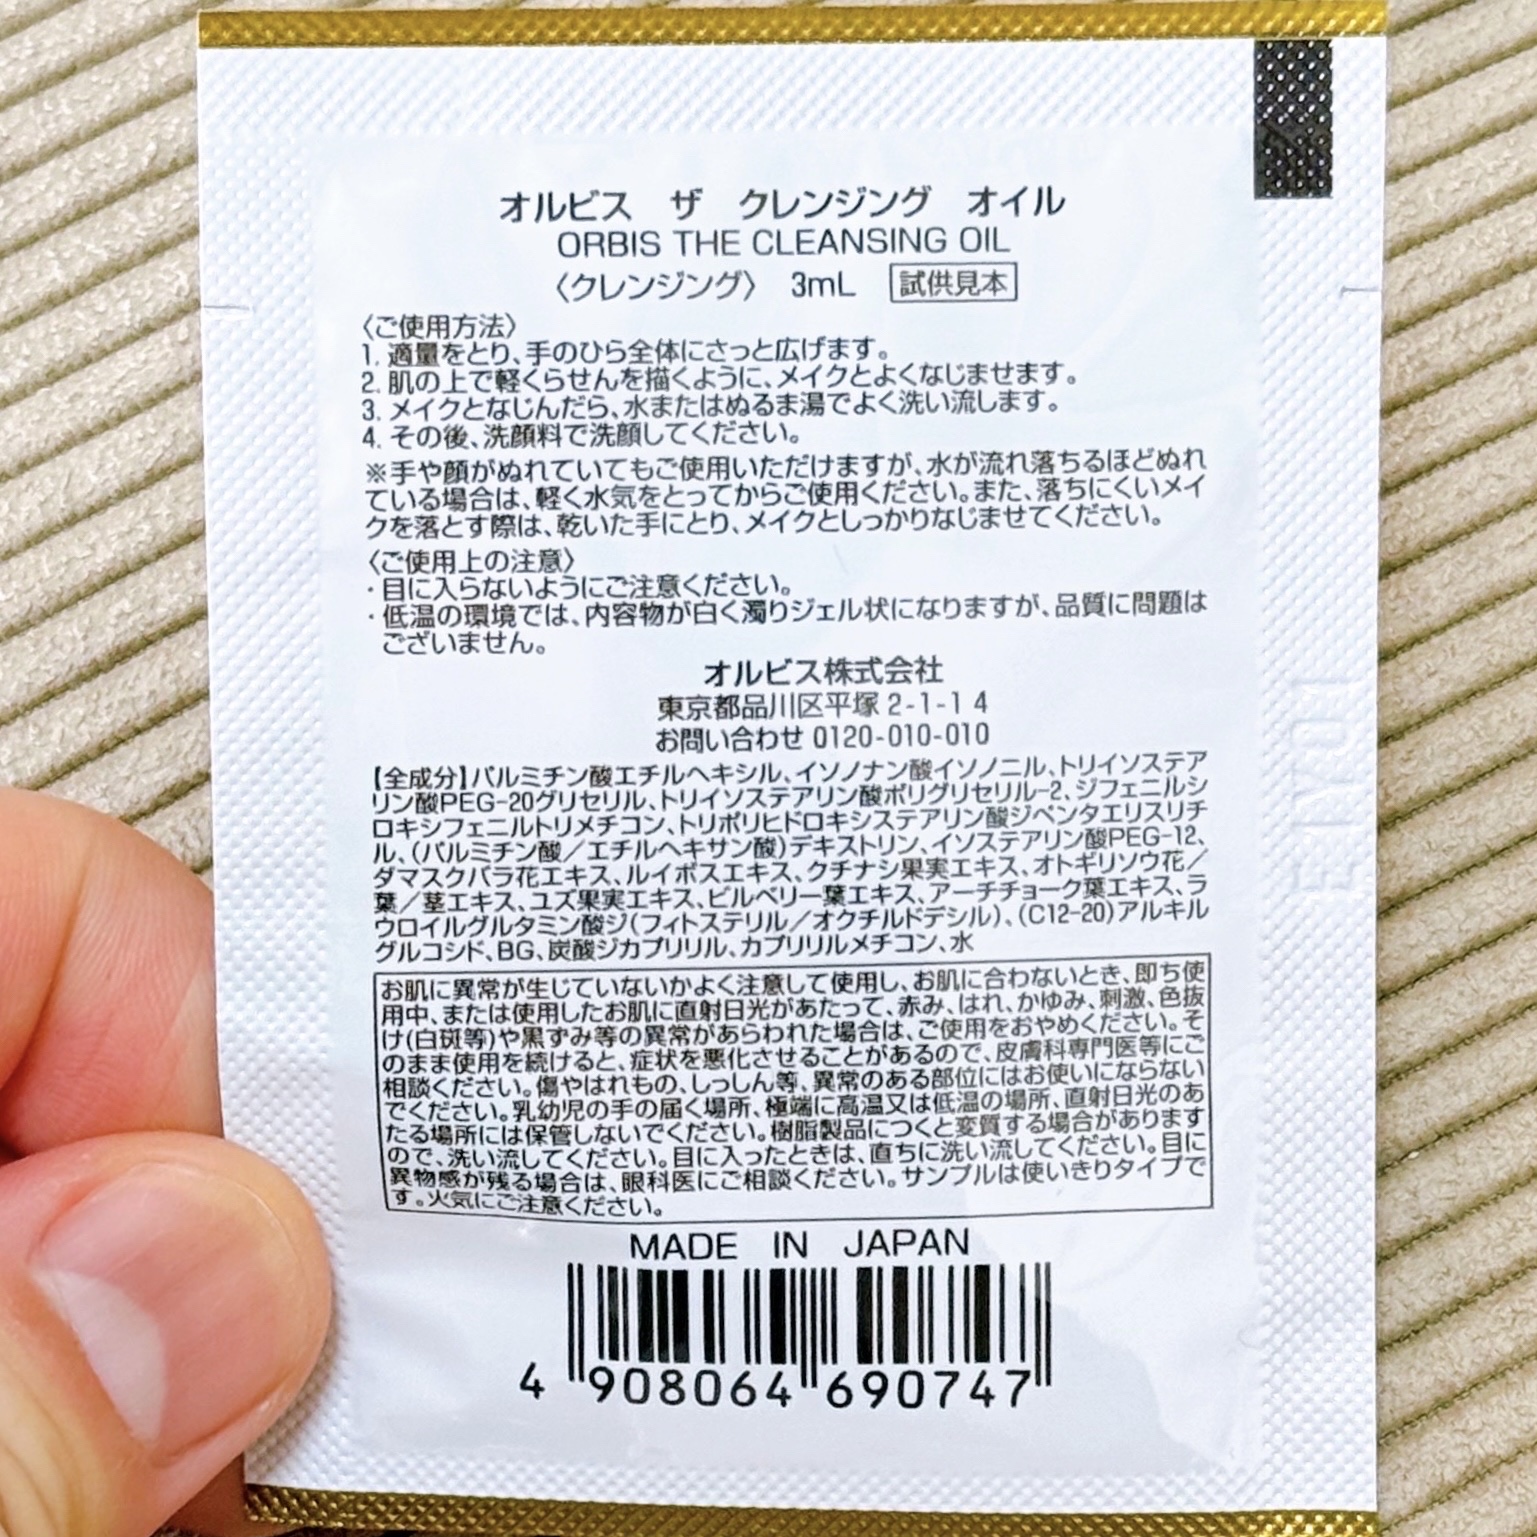 オルビス ザ クレンジング オイル
ORBIS THE CLEANSING OIL
〈クレンジング〉 3mL 試供見本
〈ご使用方法〉
1. 適量をとり、手のひら全体にさっと広げます。
2. 肌の上で軽くらせんを描くように、メイクとよくなじませます。
3. メイクとなじんだら、水またはぬるま湯でよく洗い流します。
4. その後、洗顔料で洗顔してください。
※手や顔がぬれていてもご使用いただけますが、水が流れ落ちるほどぬれ
ている場合は、軽く水気をとってからご使用ください。また、落ちにくいメイ
クを落とす際は、乾いた手にとり、メイクとしっかりなじませてください。
〈ご使用上の注意〉
・目に入らないようにご注意ください。
・低温の環境では、内容物が白く濁りジェル状になりますが、品質に問題は
ございません。
オルビス株式会社
東京都品川区平塚2-1-14
お問い合わせ 0120-010-010
【全成分】パルミチン酸エチルヘキシル、イソノナン酸イソノニル、トリイソステア
リン酸PEG-20グリセリル、トリイソステアリン酸ポリグリセリル-2、ジフェニルシ
ロキシフェニルトリメチコン、トリポリヒドロキシステアリン酸ジペンタエリスリチ
ル、(パルミチン酸/エチルヘキサン酸)デキストリン、イソステアリン酸PEG-12、
ダマスクバラ花エキス、ルイボスエキス、クチナシ果実エキス、オトギリソウ花/
葉/茎エキス、ユズ果実エキス、ビルベリー葉エキス、アーチチョーク葉エキス、ラ
ウロイルグルタミン酸ジ(フィトステリル/オクチルドデシル)、(C12-20)アルキル
グルコシド、BG、炭酸ジカプリリル、カプリリルメチコン、水
お肌に異常が生じていないかよく注意して使用し、お肌に合わないとき、即ち使
用中、または使用したお肌に直射日光があたって、赤み、はれ、かゆみ、刺激、色抜
け(白斑等)や黒ずみ等の異常があらわれた場合は、ご使用をおやめください。そ
のまま使用を続けると、症状を悪化させることがあるので、皮膚科専門医等にご
相談ください。傷やはれもの、しっしん等、異常のある部位にはお使いにならない
でください。乳幼児の手の届く場所、極端に高温又は低温の場所、直射日光のあ
たる場所には保管しないでください。樹脂製品につくと変質する場合があります
ので、洗い流してください。目に入ったときは、直ちに洗い流してください。目に
異物感が残る場合は、眼科医にご相談ください。サンプルは使いきりタイプで
す。火気にご注意ください。
MADE IN JAPAN
4 908064 690747